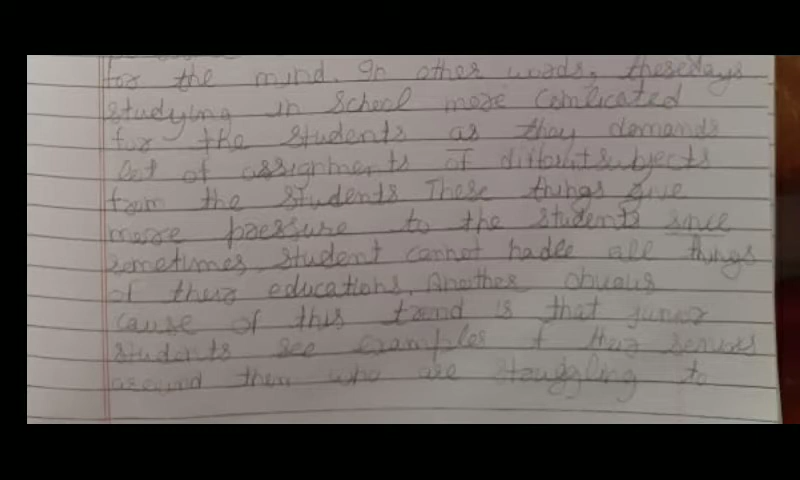 for the mind. In other words, thesedays
studying in school more complicated
for the students as they demands
lot of assignments of different subjects
from the students These things give
more pressure to the students since
sometimes student cannot hadle all things
of their educations. Another obvious
cause of this trend is that junior
students see examples of their seniors
around them who are struggling to